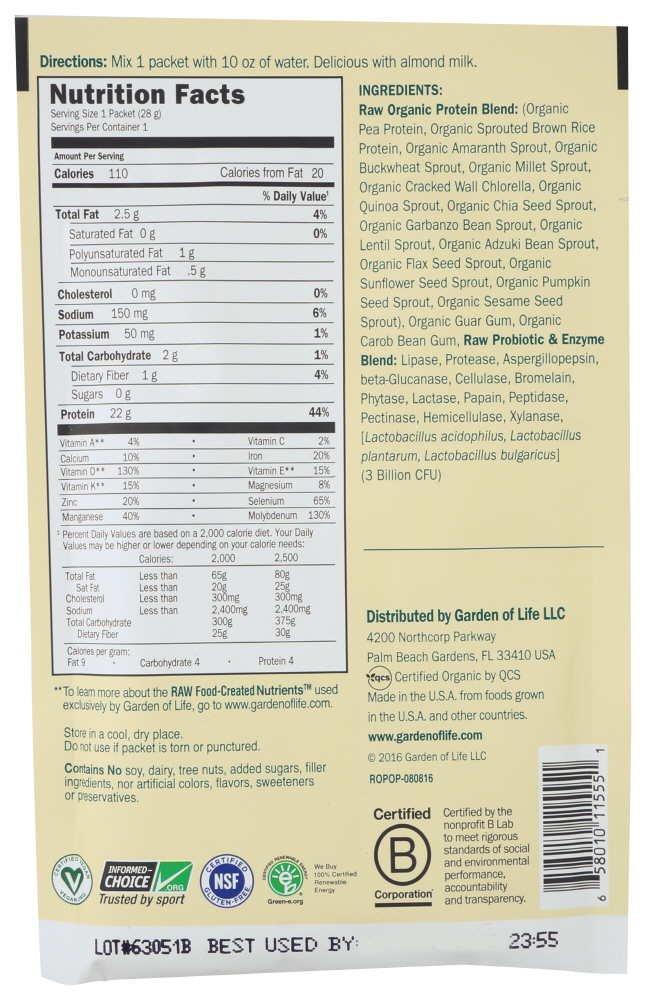 Directions: Mix 1 packet with 10 oz of water. Delicious with almond milk.
Nutrition Facts
Serving Size 1 Packet (28 g)
Servings Per Container 1
Amount Per Serving
Calories 110 Calories from Fat 20
% Daily Value¹
Total Fat 2.5 g 4%
Saturated Fat 0 g 0%
Polyunsaturated Fat 1 g
Monounsaturated Fat .5 g
Cholesterol 0 mg 0%
Sodium 150 mg 6%
Potassium 50 mg 1%
Total Carbohydrate 2 g 1%
Dietary Fiber 1 g 4%
Sugars 0 g
Protein 22 g 44%
Vitamin A** 4% • Vitamin C 2%
Calcium 10% • Iron 20%
Vitamin D** 130% • Vitamin E** 15%
Vitamin K** 15% • Magnesium 8%
Zinc 20% • Selenium 65%
Manganese 40% • Molybdenum 130%
¹ Percent Daily Values are based on a 2,000 calorie diet. Your Daily
Values may be higher or lower depending on your calorie needs:
Calories: 2,000 2,500
Total Fat Less than 65g 80g
Sat Fat Less than 20g 25g
Cholesterol Less than 300mg 300mg
Sodium Less than 2,400mg 2,400mg
Total Carbohydrate 300g 375g
Dietary Fiber 25g 30g
Calories per gram:
Fat 9 • Carbohydrate 4 • Protein 4
**To learn more about the RAW Food-Created Nutrients™ used
exclusively by Garden of Life, go to www.gardenoflife.com.
Store in a cool, dry place.
Do not use if packet is torn or punctured.
Contains No soy, dairy, tree nuts, added sugars, filler
ingredients, nor artificial colors, flavors, sweeteners
or preservatives.
INGREDIENTS:
Raw Organic Protein Blend: (Organic
Pea Protein, Organic Sprouted Brown Rice
Protein, Organic Amaranth Sprout, Organic
Buckwheat Sprout, Organic Millet Sprout,
Organic Cracked Wall Chlorella, Organic
Quinoa Sprout, Organic Chia Seed Sprout,
Organic Garbanzo Bean Sprout, Organic
Lentil Sprout, Organic Adzuki Bean Sprout,
Organic Flax Seed Sprout, Organic
Sunflower Seed Sprout, Organic Pumpkin
Seed Sprout, Organic Sesame Seed
Sprout), Organic Guar Gum, Organic
Carob Bean Gum, Raw Probiotic & Enzyme
Blend: Lipase, Protease, Aspergillopepsin,
beta-Glucanase, Cellulase, Bromelain,
Phytase, Lactase, Papain, Peptidase,
Pectinase, Hemicellulase, Xylanase,
[Lactobacillus acidophilus, Lactobacillus
plantarum, Lactobacillus bulgaricus]
(3 Billion CFU)
Distributed by Garden of Life LLC
4200 Northcorp Parkway
Palm Beach Gardens, FL 33410 USA
qcs Certified Organic by QCS
Made in the U.S.A. from foods grown
in the U.S.A. and other countries.
www.gardenoflife.com
© 2016 Garden of Life LLC
ROPOP-080816
Certified
B
Corporation
Certified by the
nonprofit B Lab
to meet rigorous
standards of social
and environmental
performance,
accountability
and transparency.
6 58010 11555 1
CERTIFIED VEGAN
V
VEGAN.ORG
INFORMED-
CHOICE .ORG
Trusted by sport
CERTIFIED
NSF
GLUTEN-FREE
CERTIFIED RENEWABLE ENERGY
e
Green-e.org
We Buy
100% Certified
Renewable
Energy
LOT#63051B BEST USED BY: 23:55